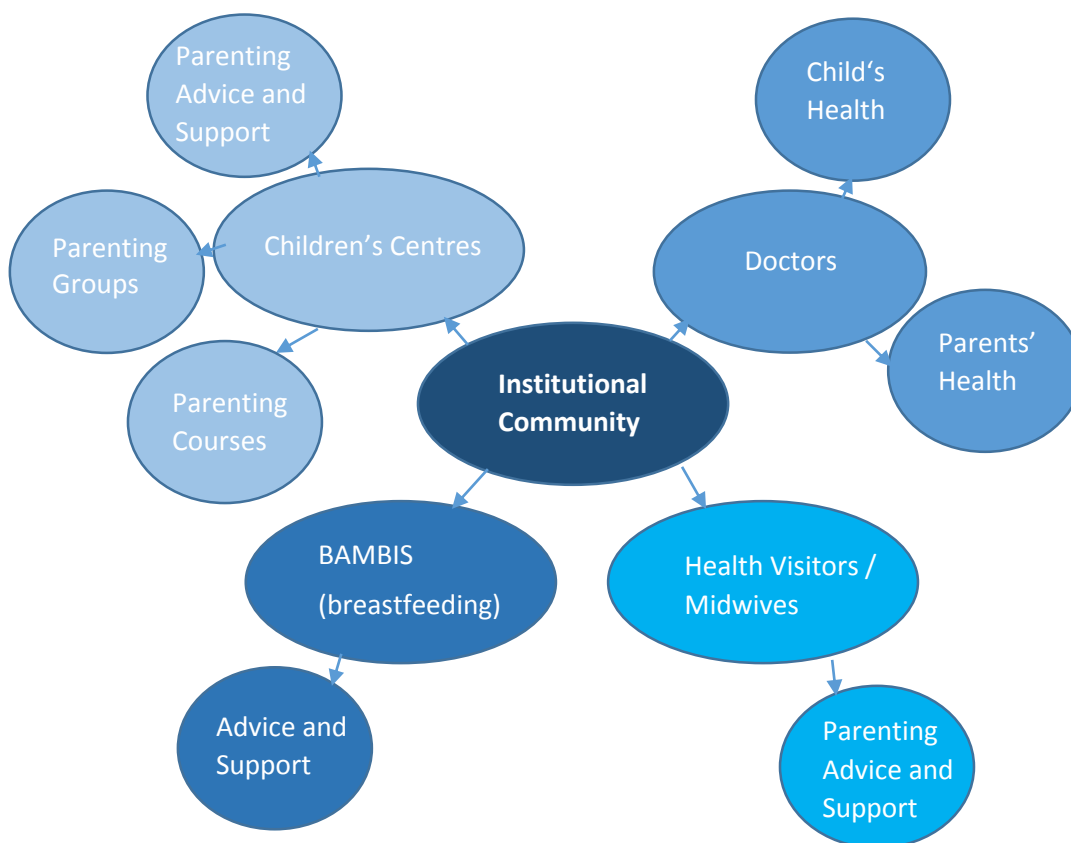 Parenting
Advice and
Support
Child‘s
Health
Parenting
Groups
Children’s Centres
Doctors
Parents’
Health
Institutional
Community
Parenting
Courses
BAMBIS
(breastfeeding)
Health Visitors /
Midwives
Advice and
Support
Parenting
Advice and
Support